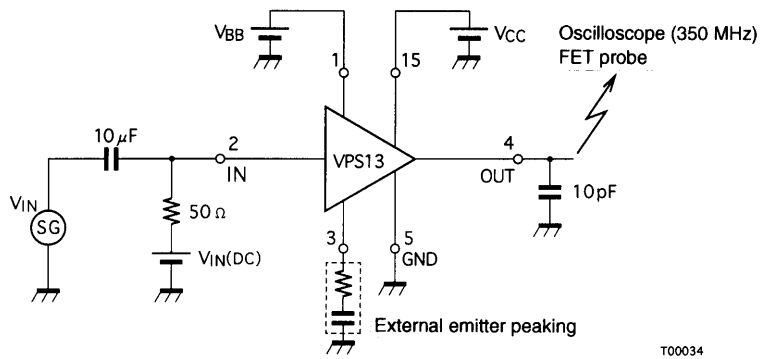 VBB
VCC
Oscilloscope (350 MHz)
FET probe
1
15
10μF
2
IN
VPS13
4
OUT
VIN
SG
50Ω
10pF
VIN(DC)
3
5
GND
External emitter peaking
T00034